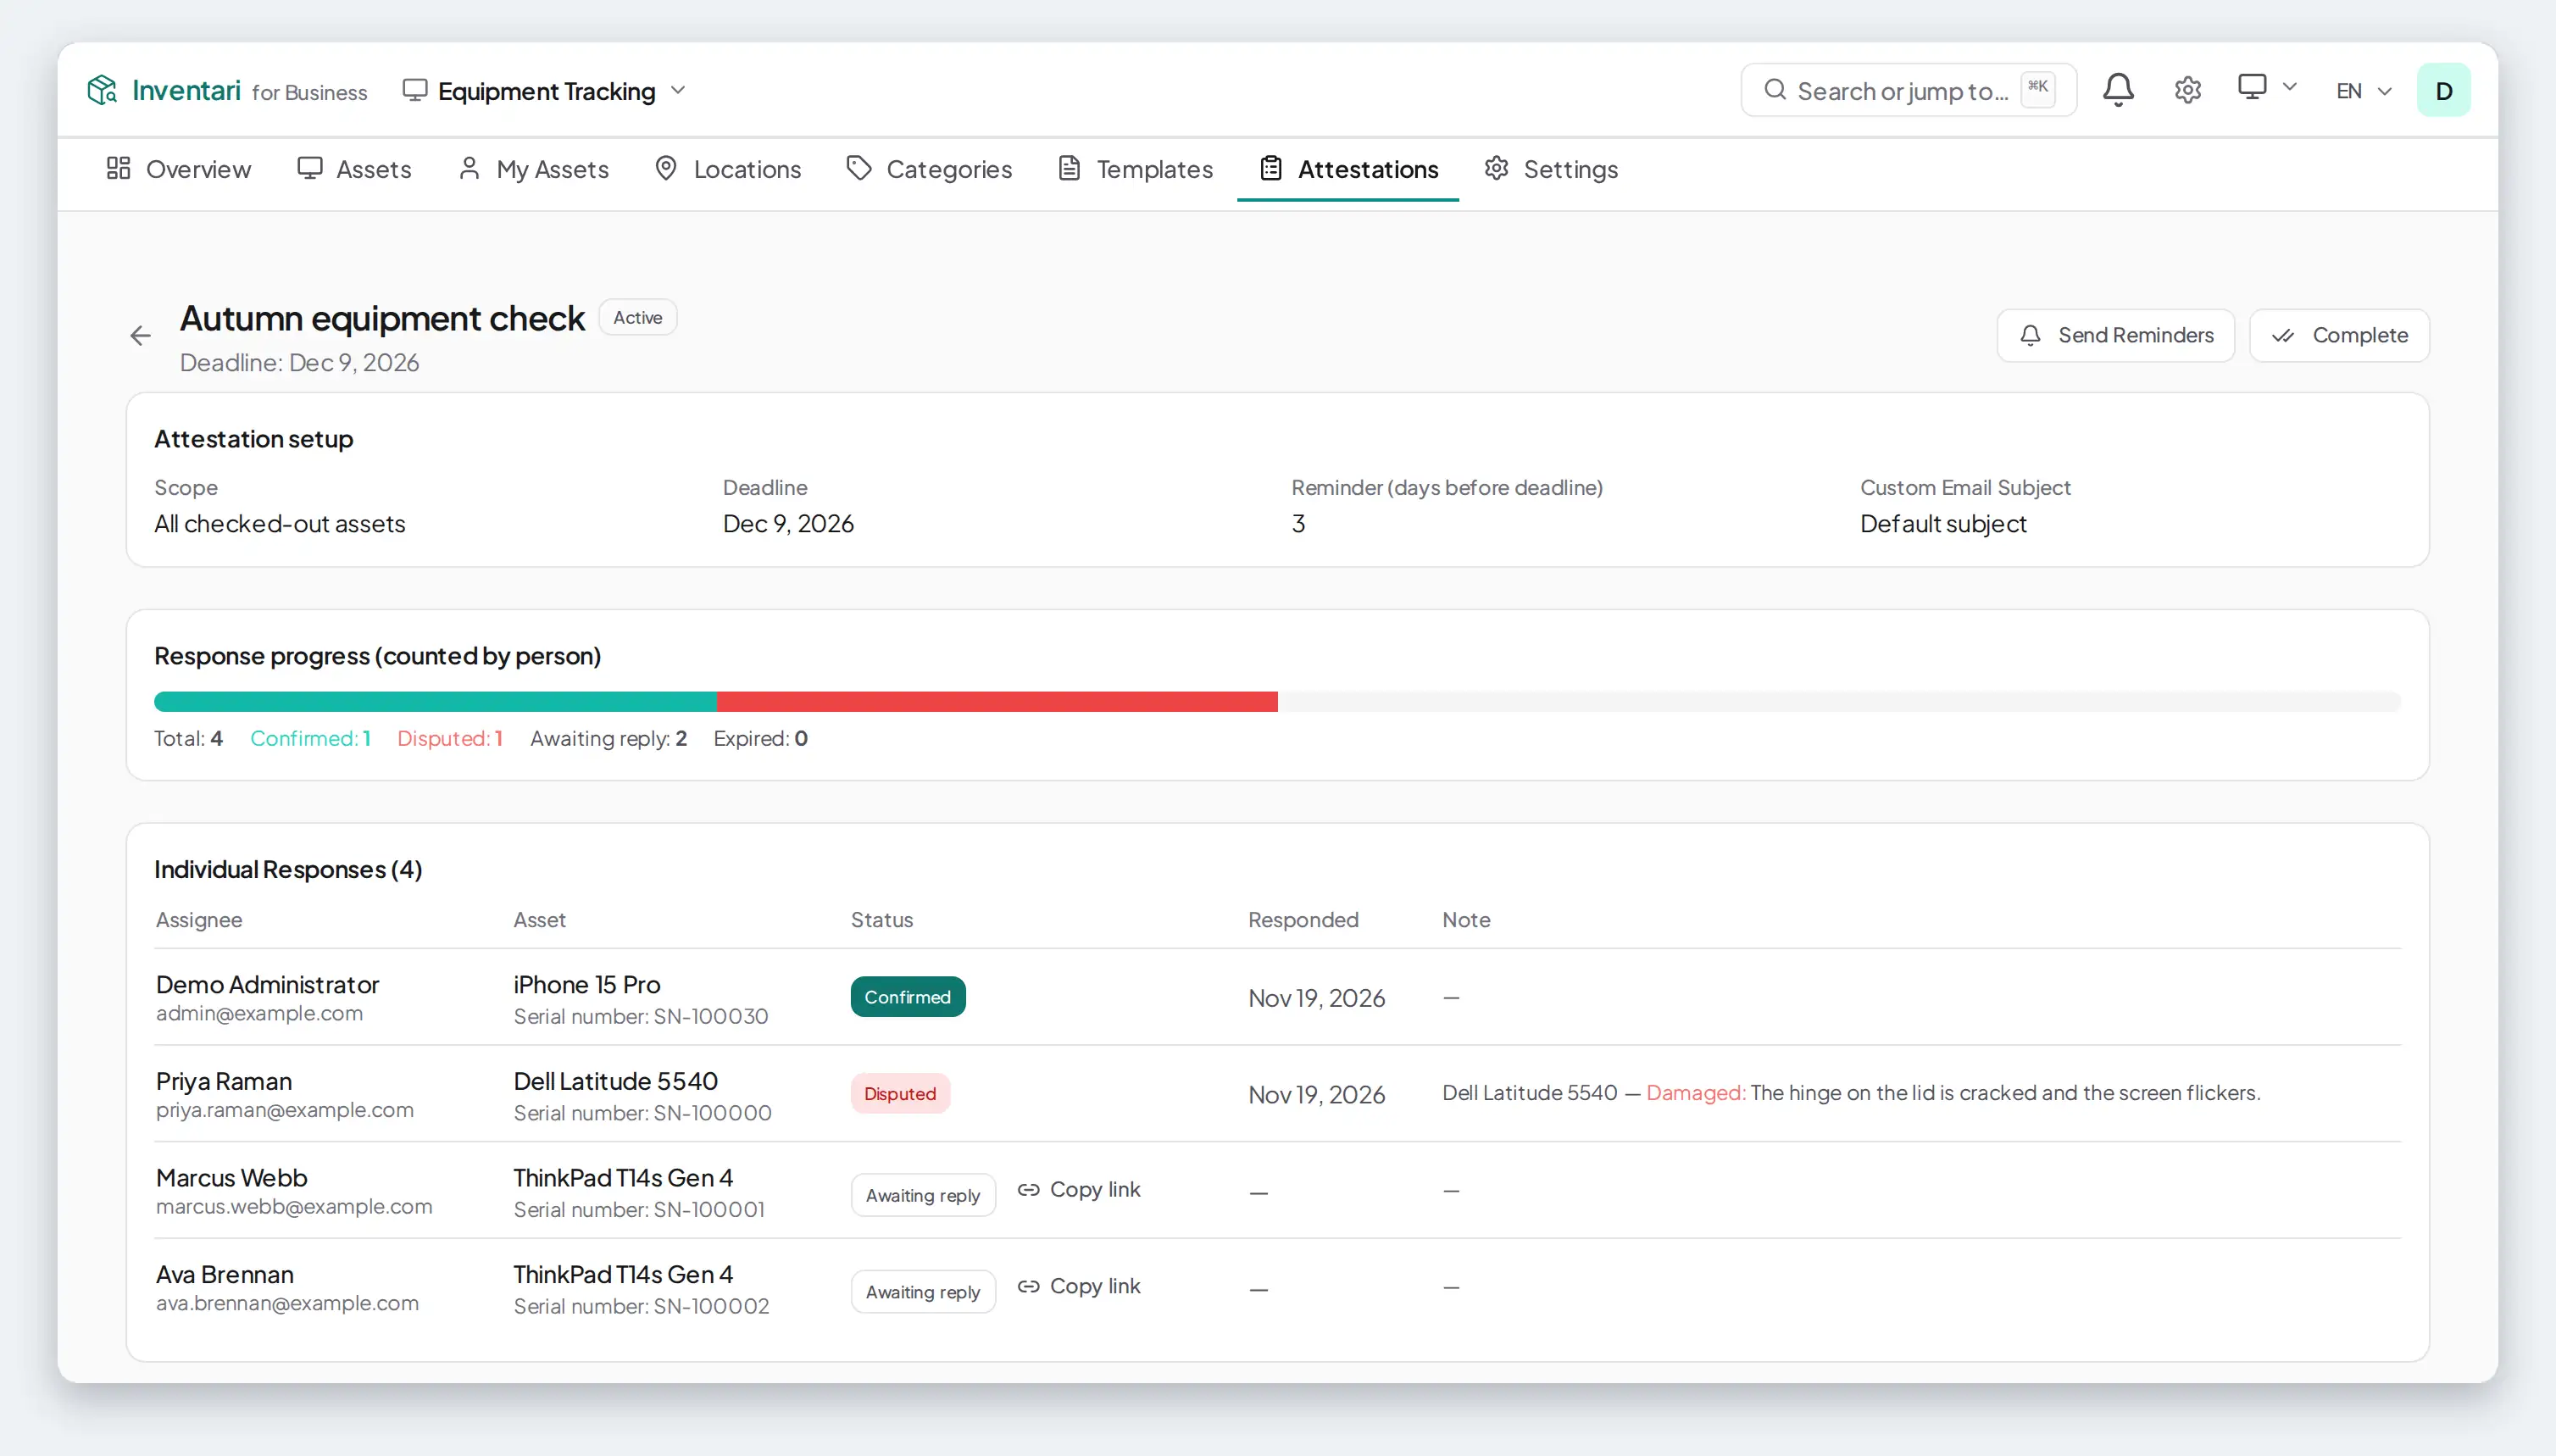 Inventari for Business Equipment Tracking Search or jump to... ⌘K EN D
Overview Assets My Assets Locations Categories Templates Attestations Settings
Autumn equipment check Active
Deadline: Dec 9, 2026
Send Reminders Complete
Attestation setup
Scope Deadline Reminder (days before deadline) Custom Email Subject
All checked-out assets Dec 9, 2026 3 Default subject
Response progress (counted by person)
Total: 4 Confirmed: 1 Disputed: 1 Awaiting reply: 2 Expired: 0
Individual Responses (4)
Assignee Asset Status Responded Note
Demo Administrator iPhone 15 Pro Confirmed Nov 19, 2026 —
admin@example.com Serial number: SN-100030
Priya Raman Dell Latitude 5540 Disputed Nov 19, 2026 Dell Latitude 5540 — Damaged: The hinge on the lid is cracked and the screen flickers.
priya.raman@example.com Serial number: SN-100000
Marcus Webb ThinkPad T14s Gen 4 Awaiting reply Copy link — —
marcus.webb@example.com Serial number: SN-100001
Ava Brennan ThinkPad T14s Gen 4 Awaiting reply Copy link — —
ava.brennan@example.com Serial number: SN-100002